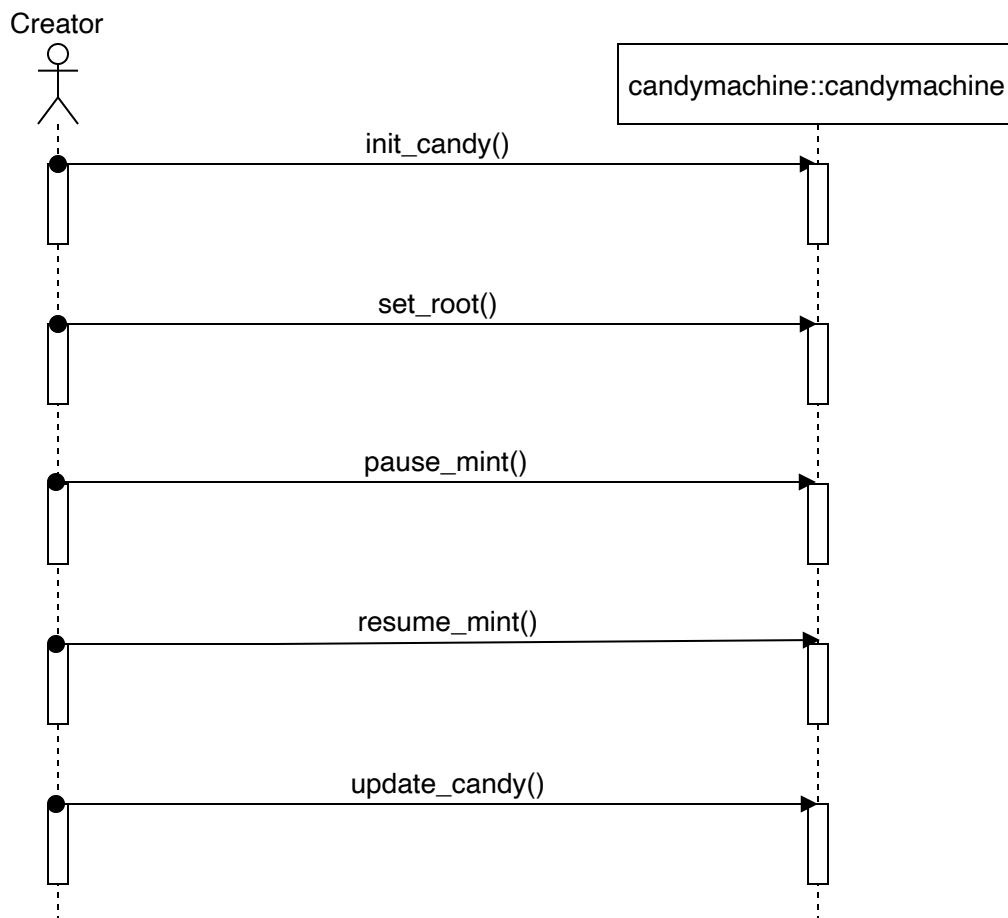 Creator
candymachine::candymachine
init_candy()
set_root()
pause_mint()
resume_mint()
update_candy()